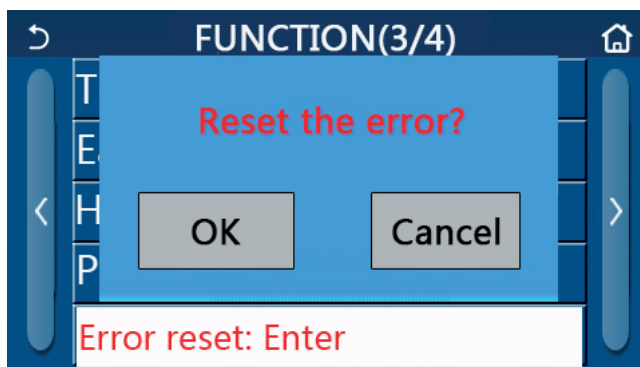 FUNCTION(3/4)
T
Reset the error?
E
H
OK
Cancel
P
Error reset: Enter